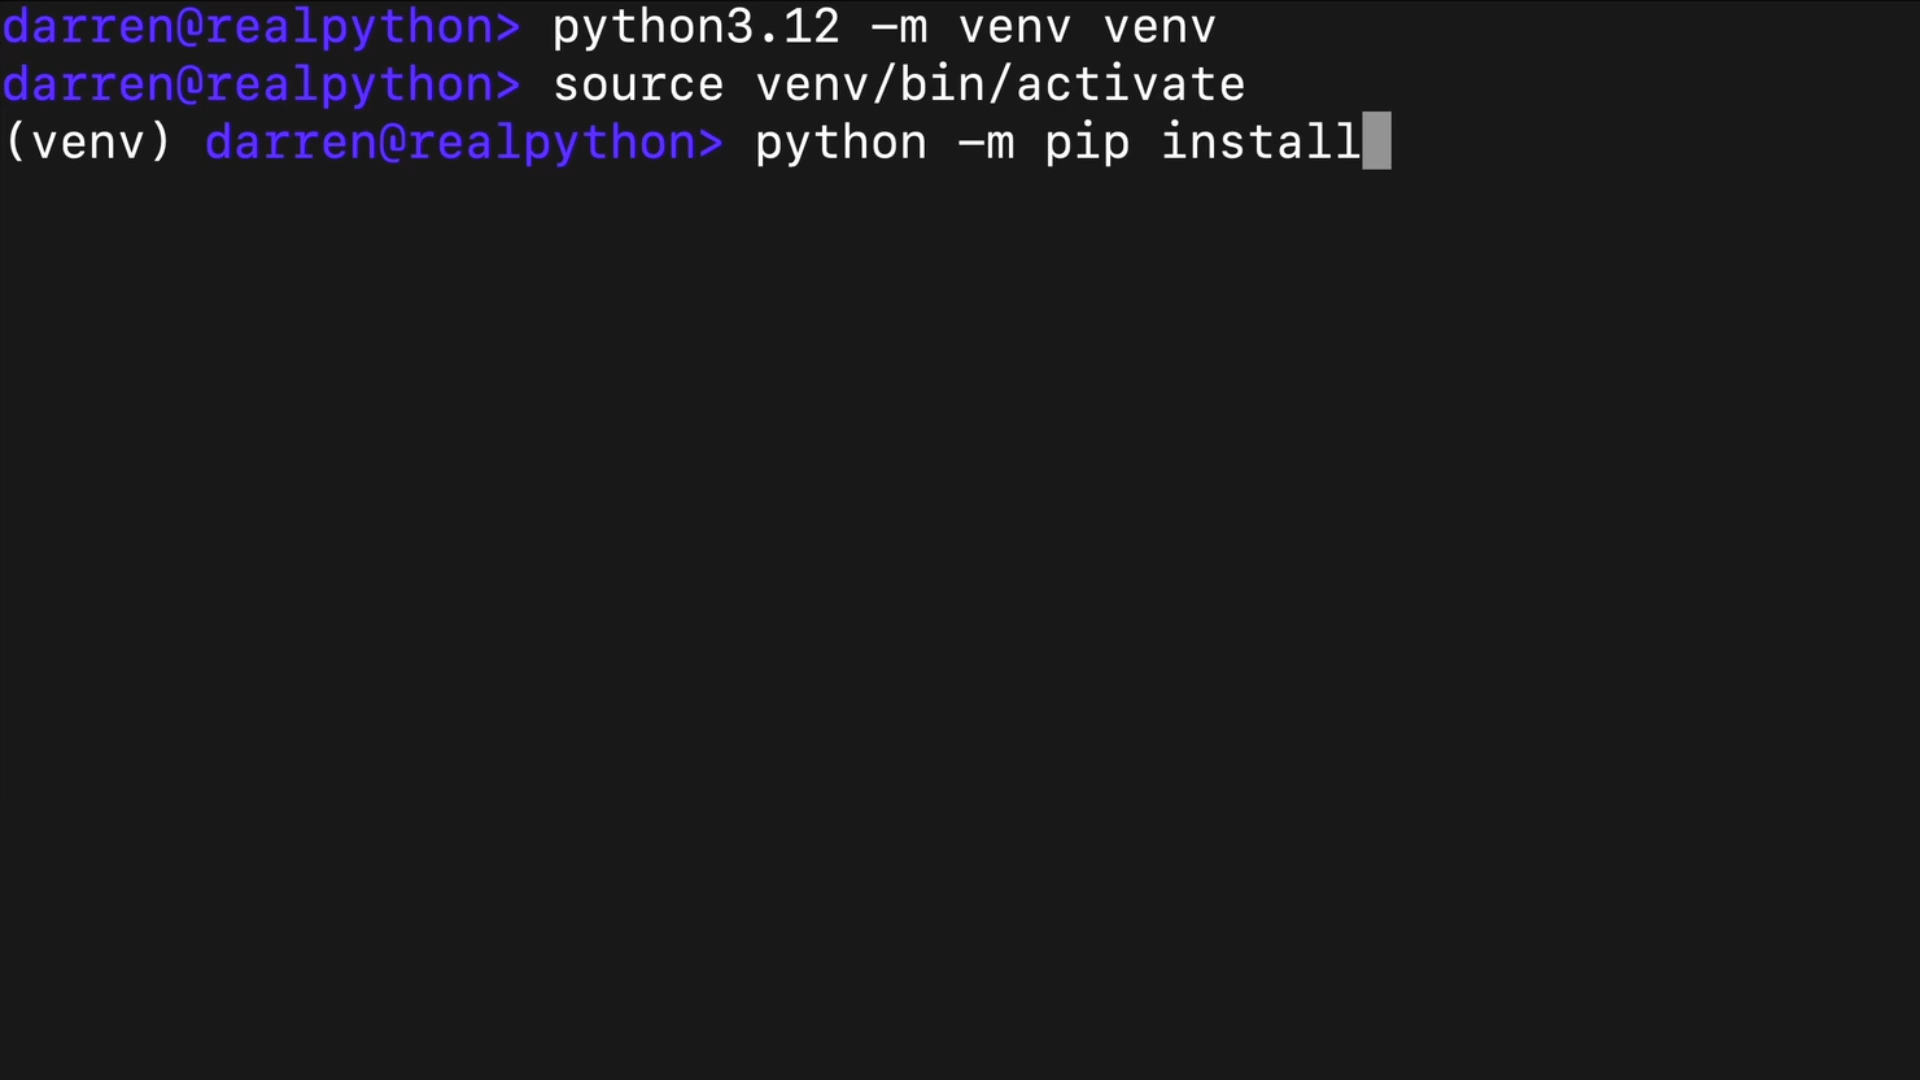 darren@realpython> python3.12 -m venv venv
darren@realpython> source venv/bin/activate
(venv) darren@realpython> python -m pip install